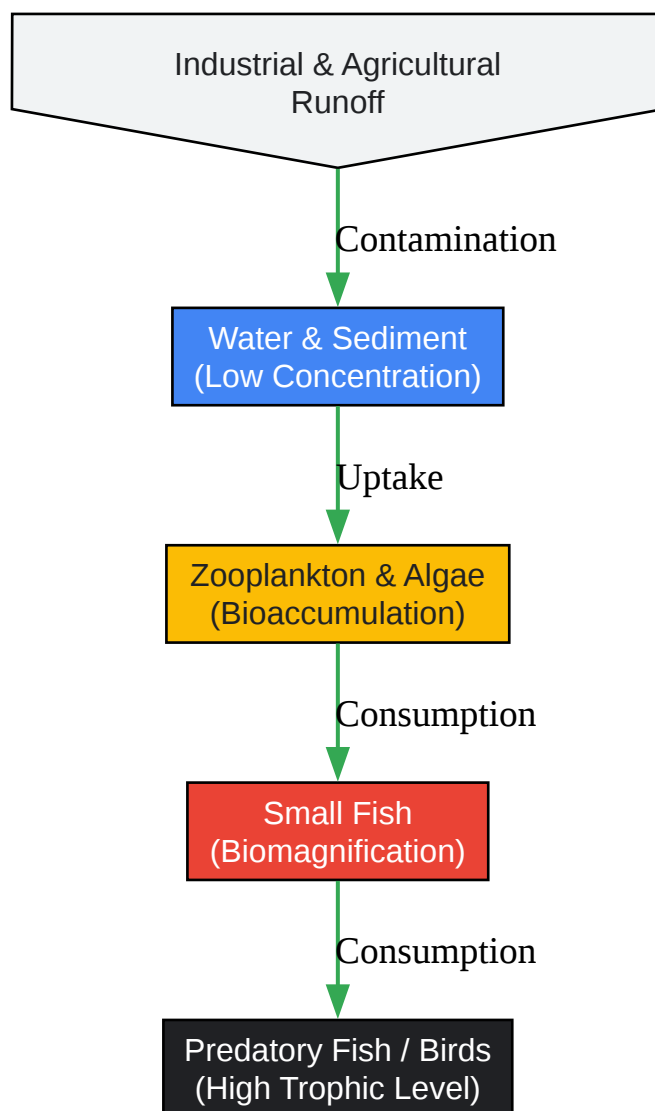 Industrial & Agricultural
Runoff
Contamination
Water & Sediment
(Low Concentration)
Uptake
Zooplankton & Algae
(Bioaccumulation)
Consumption
Small Fish
(Biomagnification)
Consumption
Predatory Fish / Birds
(High Trophic Level)